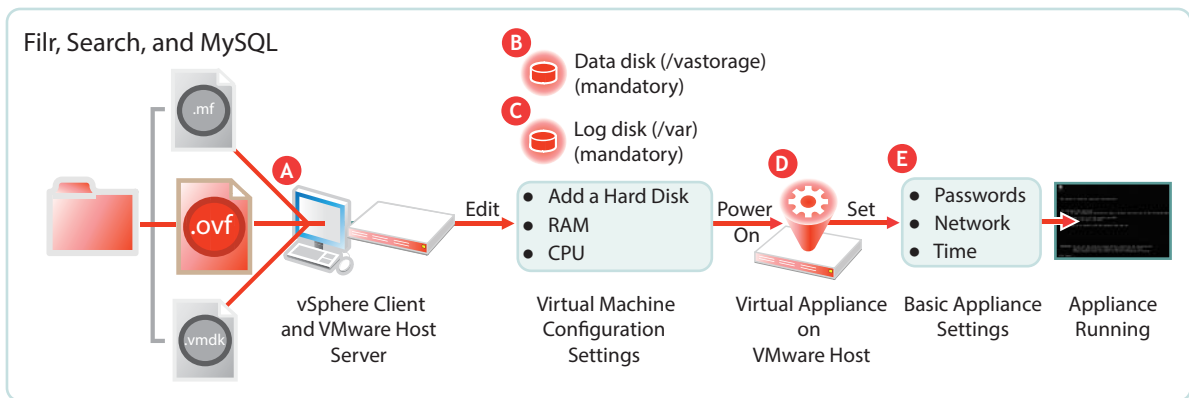 Filr, Search, and MySQL
.mf
.ovf
.vmdk
A
vSphere Client
and VMware Host
Server
Edit
B
Data disk (/vastorage)
(mandatory)
C
Log disk (/var)
(mandatory)
● Add a Hard Disk
● RAM
● CPU
Virtual Machine
Configuration
Settings
Power
On
D
Virtual Appliance
on
VMware Host
Set
E
● Passwords
● Network
● Time
Basic Appliance
Settings
Appliance
Running